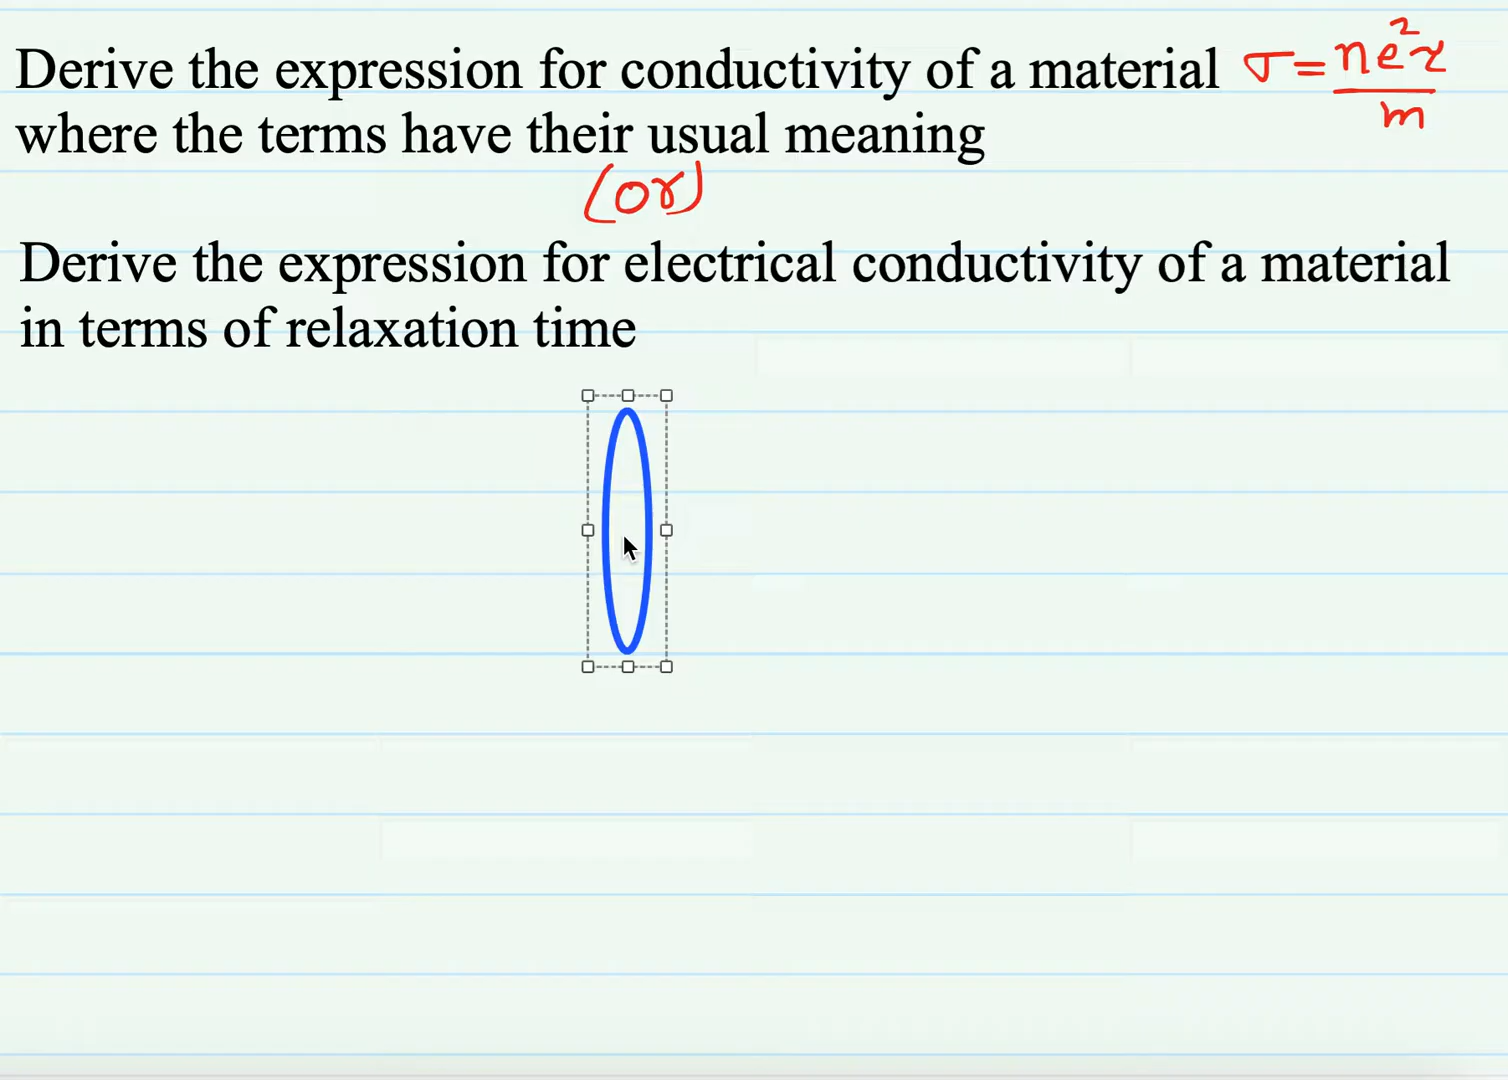 Derive the expression for conductivity of a material σ = ne²τ/m
where the terms have their usual meaning
(or)
Derive the expression for electrical conductivity of a material
in terms of relaxation time